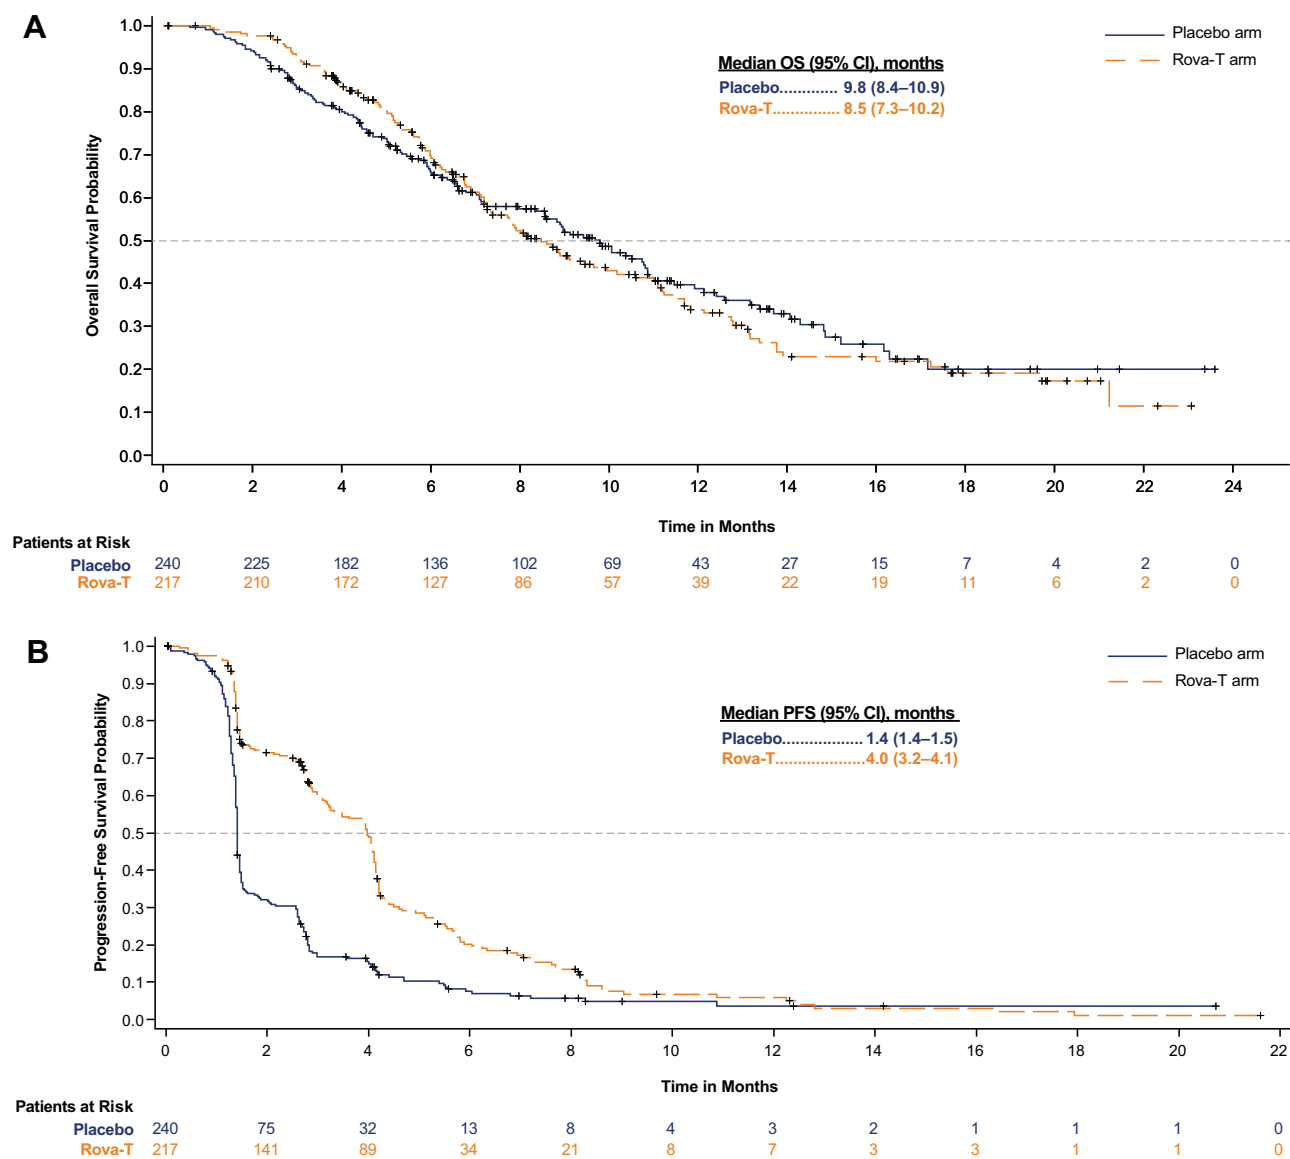 A
Placebo arm
Rova-T arm
Median OS (95% CI), months
Placebo............. 9.8 (8.4–10.9)
Rova-T............... 8.5 (7.3–10.2)
Overall Survival Probability
1.0
0.9
0.8
0.7
0.6
0.5
0.4
0.3
0.2
0.1
0.0
0 2 4 6 8 10 12 14 16 18 20 22 24
Time in Months
Patients at Risk
Placebo 240 225 182 136 102 69 43 27 15 7 4 2 0
Rova-T 217 210 172 127 86 57 39 22 19 11 6 2 0
B
Placebo arm
Rova-T arm
Median PFS (95% CI), months
Placebo.................. 1.4 (1.4–1.5)
Rova-T....................4.0 (3.2–4.1)
Progression-Free Survival Probability
1.0
0.9
0.8
0.7
0.6
0.5
0.4
0.3
0.2
0.1
0.0
0 2 4 6 8 10 12 14 16 18 20 22
Time in Months
Patients at Risk
Placebo 240 75 32 13 8 4 3 2 1 1 1 0
Rova-T 217 141 89 34 21 8 7 3 3 1 1 0